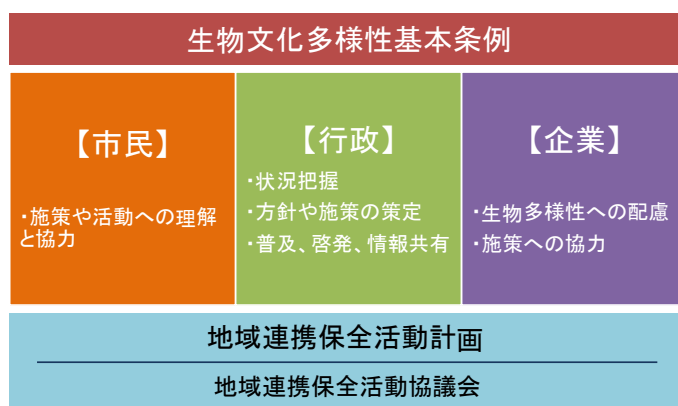 生物文化多様性基本条例
【市民】
・施策や活動への理解
と協力
【行政】
・状況把握
・方針や施策の策定
・普及、啓発、情報共有
【企業】
・生物多様性への配慮
・施策への協力
地域連携保全活動計画
地域連携保全活動協議会